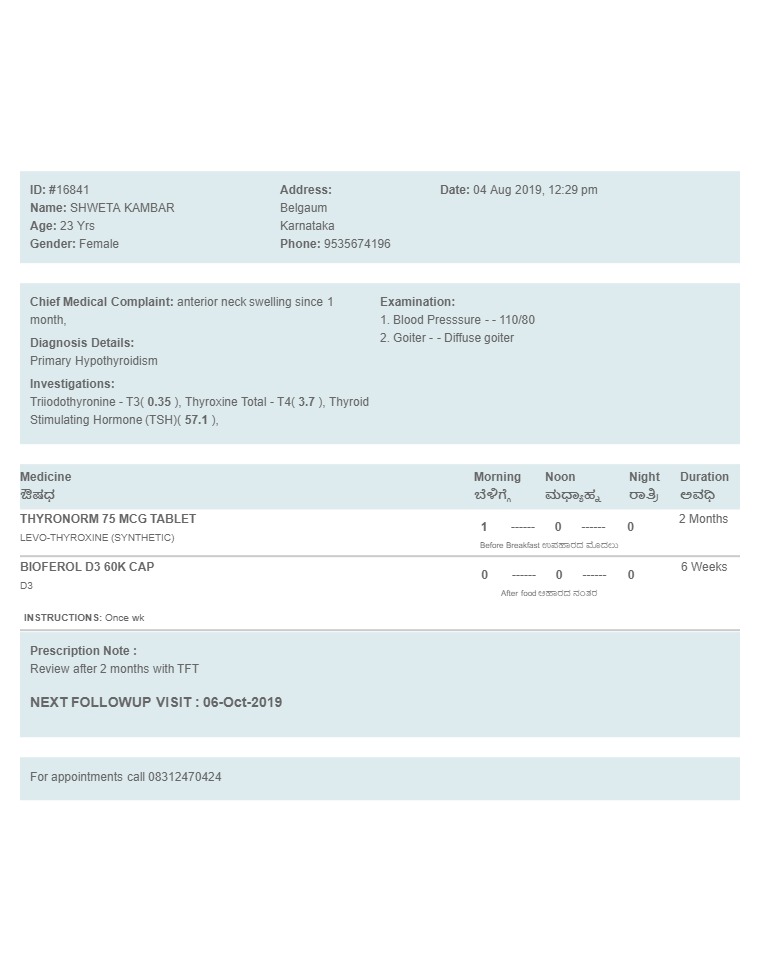 ID: #16841
Name: SHWETA KAMBAR
Age: 23 Yrs
Gender: Female
Address:
Belgaum
Karnataka
Phone: 9535674196
Date: 04 Aug 2019, 12:29 pm
Chief Medical Complaint: anterior neck swelling since 1
month,
Diagnosis Details:
Primary Hypothyroidism
Investigations:
Triiodothyronine - T3( 0.35 ), Thyroxine Total - T4( 3.7 ), Thyroid
Stimulating Hormone (TSH)( 57.1 ),
Examination:
1. Blood Presssure - - 110/80
2. Goiter - - Diffuse goiter
Medicine Morning Noon Night Duration
ಔಷಧ ಬೆಳಿಗ್ಗೆ ಮಧ್ಯಾಹ್ನ ರಾತ್ರಿ ಅವಧಿ
THYRONORM 75 MCG TABLET 1 ------ 0 ------ 0 2 Months
LEVO-THYROXINE (SYNTHETIC) Before Breakfast ಉಪಹಾರದ ಮೊದಲು
BIOFEROL D3 60K CAP 0 ------ 0 ------ 0 6 Weeks
D3 After food ಆಹಾರದ ನಂತರ
INSTRUCTIONS: Once wk
Prescription Note :
Review after 2 months with TFT
NEXT FOLLOWUP VISIT : 06-Oct-2019
For appointments call 08312470424